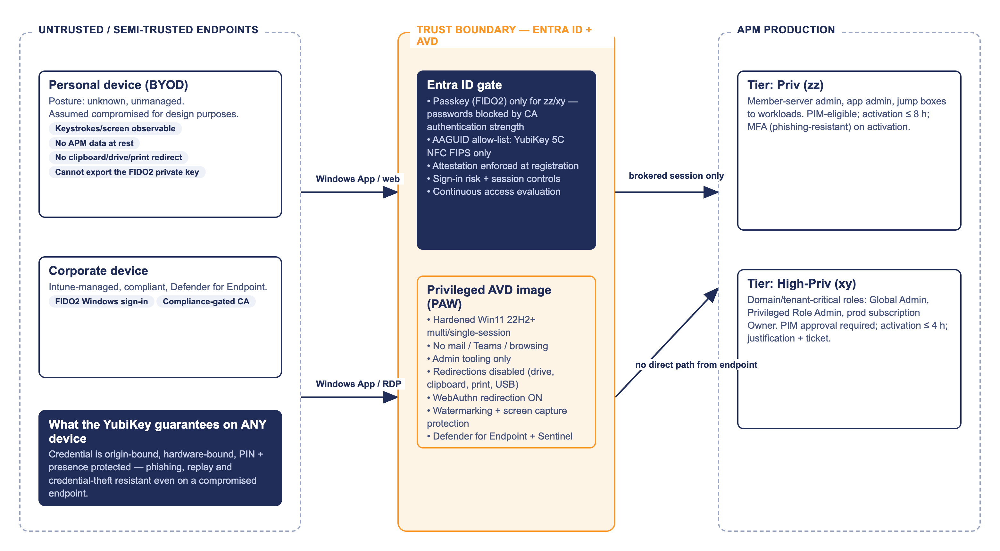 UNTRUSTED / SEMI-TRUSTED ENDPOINTS
Personal device (BYOD)
Posture: unknown, unmanaged.
Assumed compromised for design purposes.
Keystrokes/screen observable
No APM data at rest
No clipboard/drive/print redirect
Cannot export the FIDO2 private key
Corporate device
Intune-managed, compliant, Defender for Endpoint.
FIDO2 Windows sign-in
Compliance-gated CA
What the YubiKey guarantees on ANY
device
Credential is origin-bound, hardware-bound, PIN +
presence protected — phishing, replay and
credential-theft resistant even on a compromised
endpoint.
Windows App / web
Windows App / RDP
TRUST BOUNDARY — ENTRA ID +
AVD
Entra ID gate
• Passkey (FIDO2) only for zz/xy —
passwords blocked by CA
authentication strength
• AAGUID allow-list: YubiKey 5C
NFC FIPS only
• Attestation enforced at registration
• Sign-in risk + session controls
• Continuous access evaluation
Privileged AVD image
(PAW)
• Hardened Win11 22H2+
multi/single-session
• No mail / Teams / browsing
• Admin tooling only
• Redirections disabled (drive,
clipboard, print, USB)
• WebAuthn redirection ON
• Watermarking + screen capture
protection
• Defender for Endpoint + Sentinel
brokered session only
no direct path from endpoint
APM PRODUCTION
Tier: Priv (zz)
Member-server admin, app admin, jump boxes
to workloads. PIM-eligible; activation ≤ 8 h;
MFA (phishing-resistant) on activation.
Tier: High-Priv (xy)
Domain/tenant-critical roles: Global Admin,
Privileged Role Admin, prod subscription
Owner. PIM approval required; activation ≤ 4 h;
justification + ticket.